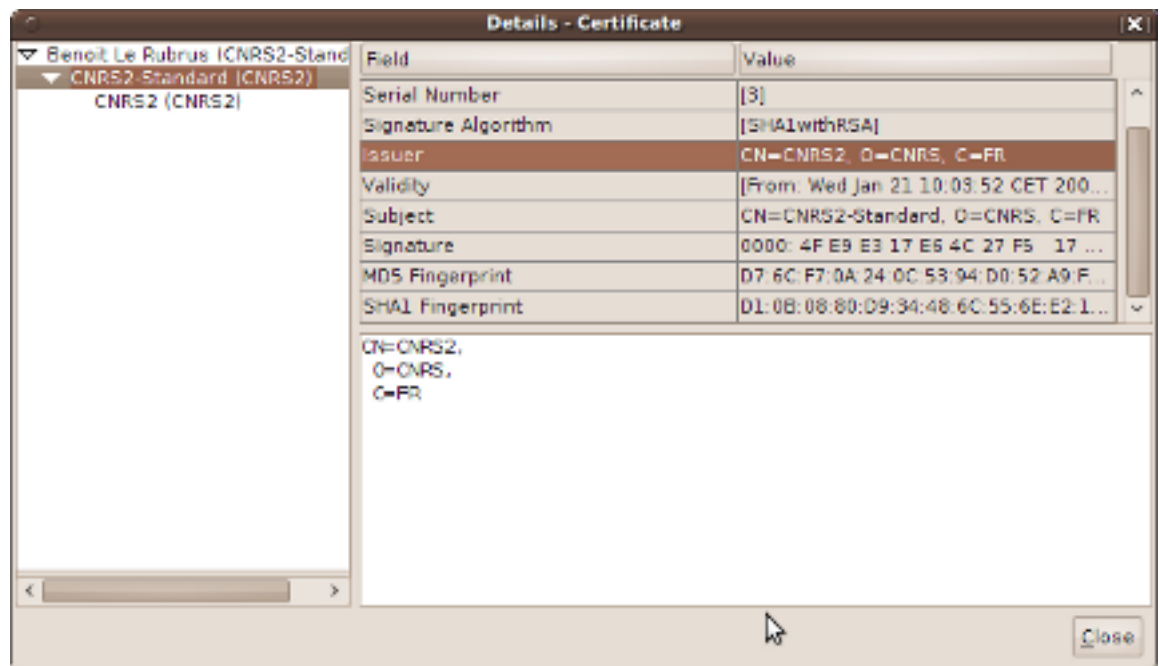 Details - Certificate
Benoit Le Rubrus (CNRS2-Stand
CNRS2-Standard (CNRS2)
CNRS2 (CNRS2)
Field Value
Serial Number [3]
Signature Algorithm [SHA1withRSA]
Issuer CN=CNRS2, O=CNRS, C=FR
Validity [From: Wed Jan 21 10:03:52 CET 200...
Subject CN=CNRS2-Standard, O=CNRS, C=FR
Signature 0000: 4F E9 E3 17 E6 4C 27 F5 17 ...
MD5 Fingerprint D7:6C:F7:0A:24:0C:53:94:D0:52:A9:F...
SHA1 Fingerprint D1:0B:08:80:D9:34:48:6C:55:6E:E2:1...
CN=CNRS2,
O=CNRS,
C=FR
Close